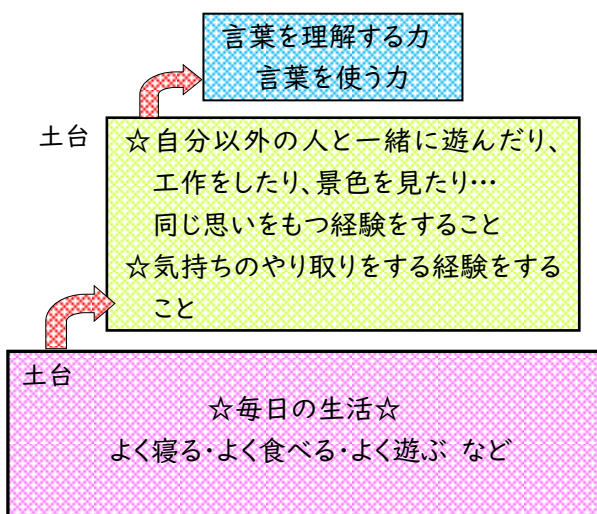 言葉を理解する力
言葉を使う力
土台
☆自分以外の人と一緒に遊んだり、
工作をしたり、景色を見たり…
同じ思いをもつ経験をすること
☆気持ちのやり取りをする経験をする
こと
土台
☆毎日の生活☆
よく寝る・よく食べる・よく遊ぶ など